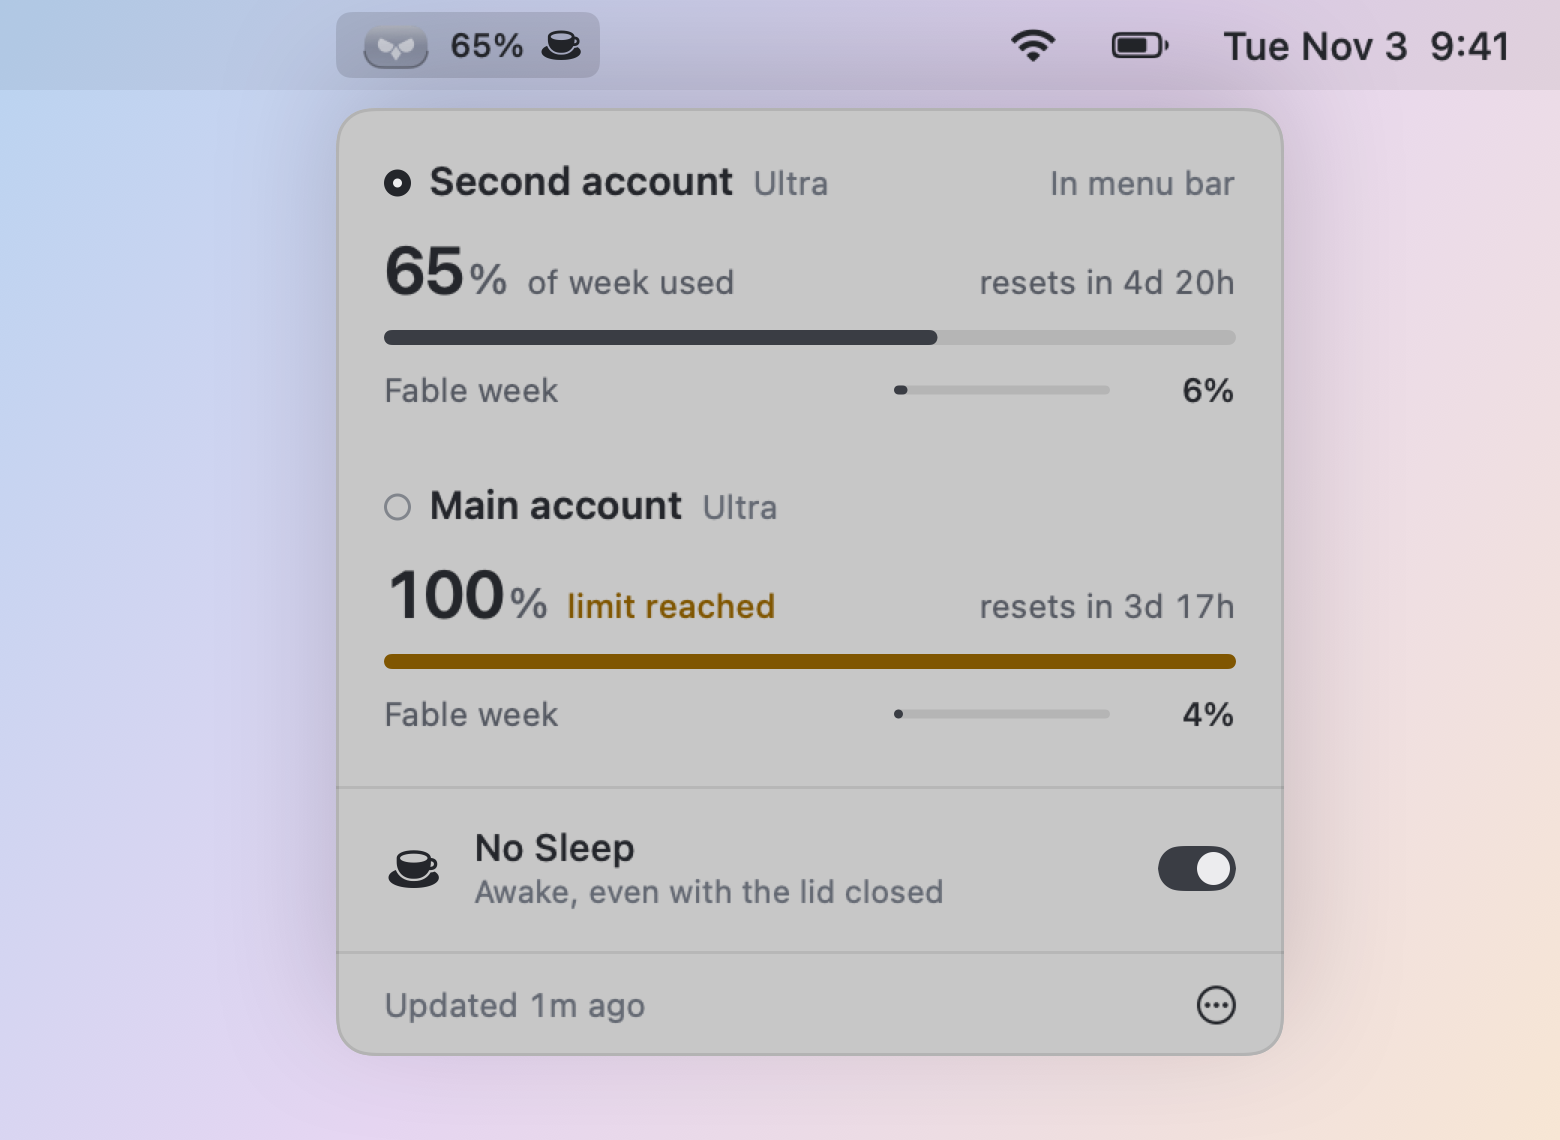 65% Tue Nov 3 9:41
Second account Ultra In menu bar
65% of week used resets in 4d 20h
Fable week 6%
Main account Ultra
100% limit reached resets in 3d 17h
Fable week 4%
No Sleep
Awake, even with the lid closed
Updated 1m ago